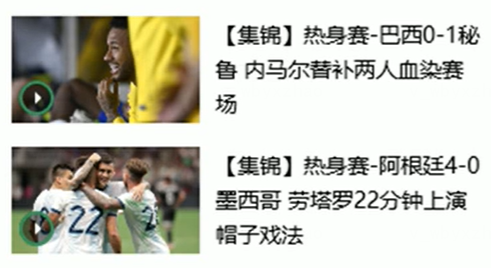 【集锦】热身赛-巴西0-1秘
鲁 内马尔替补两人血染赛
场
【集锦】热身赛-阿根廷4-0
墨西哥 劳塔罗22分钟上演
帽子戏法
22